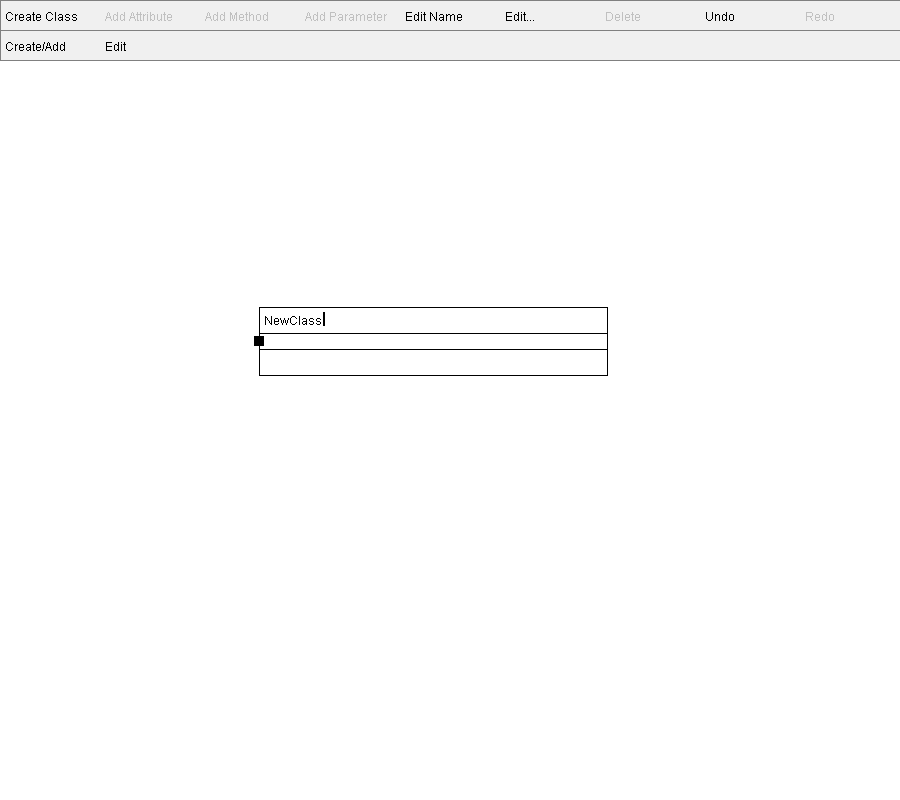 Create Class Add Attribute Add Method Add Parameter Edit Name Edit... Delete Undo Redo
Create/Add Edit
NewClass